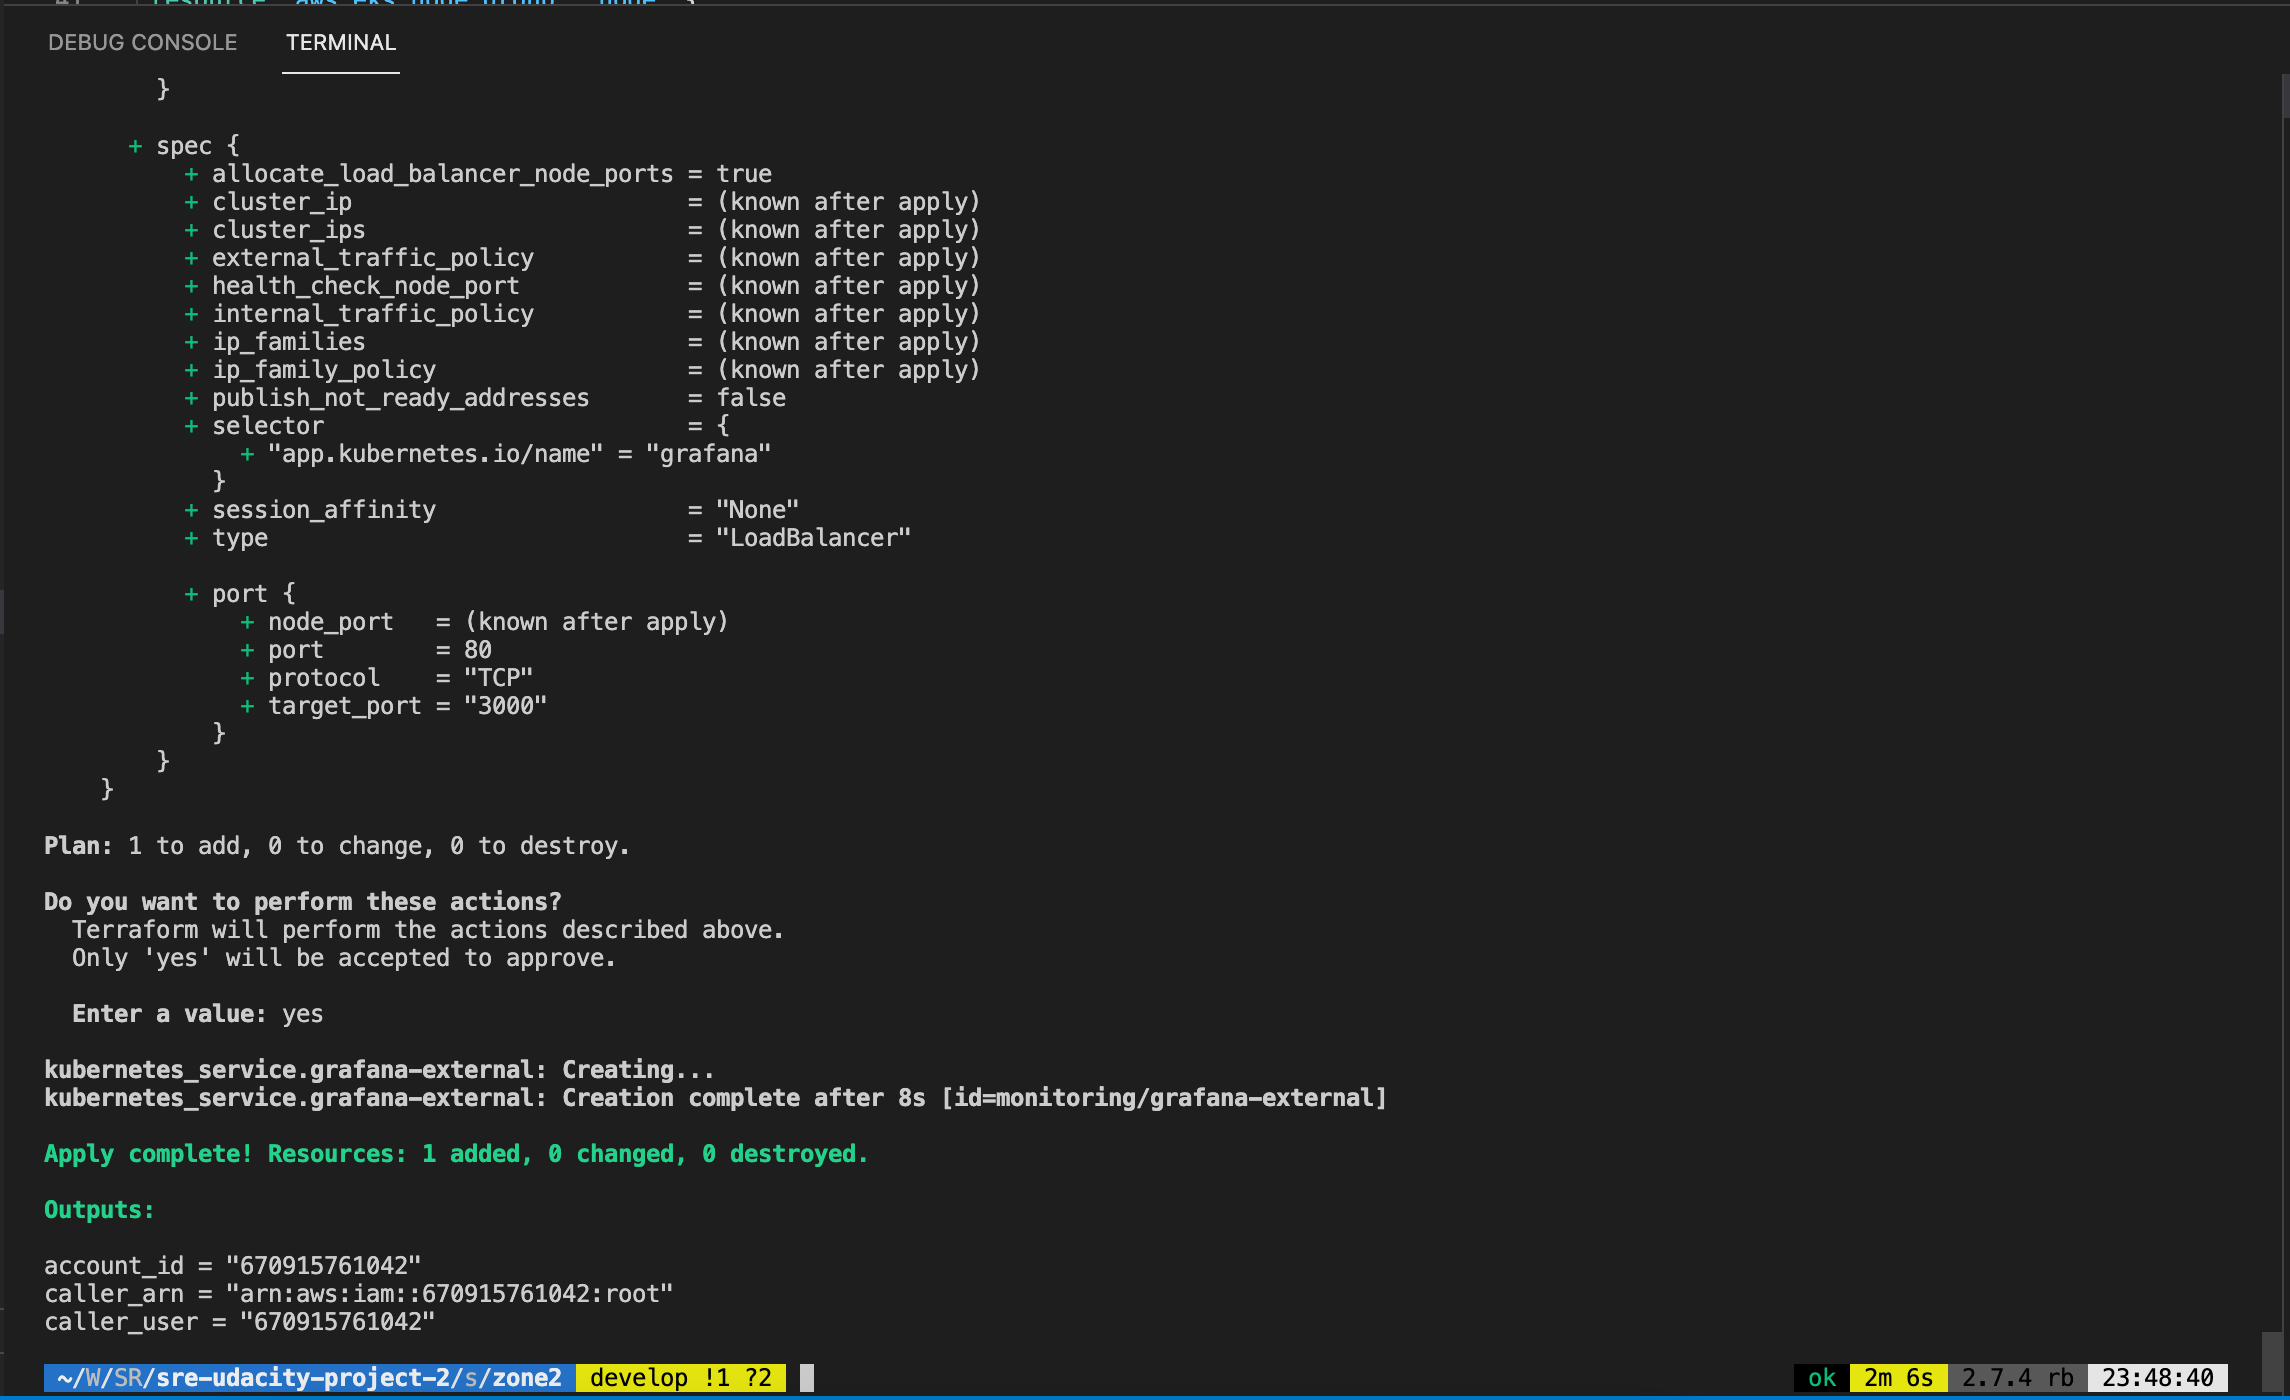 DEBUG CONSOLE TERMINAL
}
+ spec {
+ allocate_load_balancer_node_ports = true
+ cluster_ip = (known after apply)
+ cluster_ips = (known after apply)
+ external_traffic_policy = (known after apply)
+ health_check_node_port = (known after apply)
+ internal_traffic_policy = (known after apply)
+ ip_families = (known after apply)
+ ip_family_policy = (known after apply)
+ publish_not_ready_addresses = false
+ selector = {
+ "app.kubernetes.io/name" = "grafana"
}
+ session_affinity = "None"
+ type = "LoadBalancer"
+ port {
+ node_port = (known after apply)
+ port = 80
+ protocol = "TCP"
+ target_port = "3000"
}
}
}
Plan: 1 to add, 0 to change, 0 to destroy.
Do you want to perform these actions?
Terraform will perform the actions described above.
Only 'yes' will be accepted to approve.
Enter a value: yes
kubernetes_service.grafana-external: Creating...
kubernetes_service.grafana-external: Creation complete after 8s [id=monitoring/grafana-external]
Apply complete! Resources: 1 added, 0 changed, 0 destroyed.
Outputs:
account_id = "670915761042"
caller_arn = "arn:aws:iam::670915761042:root"
caller_user = "670915761042"
~/W/SR/sre-udacity-project-2/s/zone2 develop !1 ?2 ok 2m 6s 2.7.4 rb 23:48:40